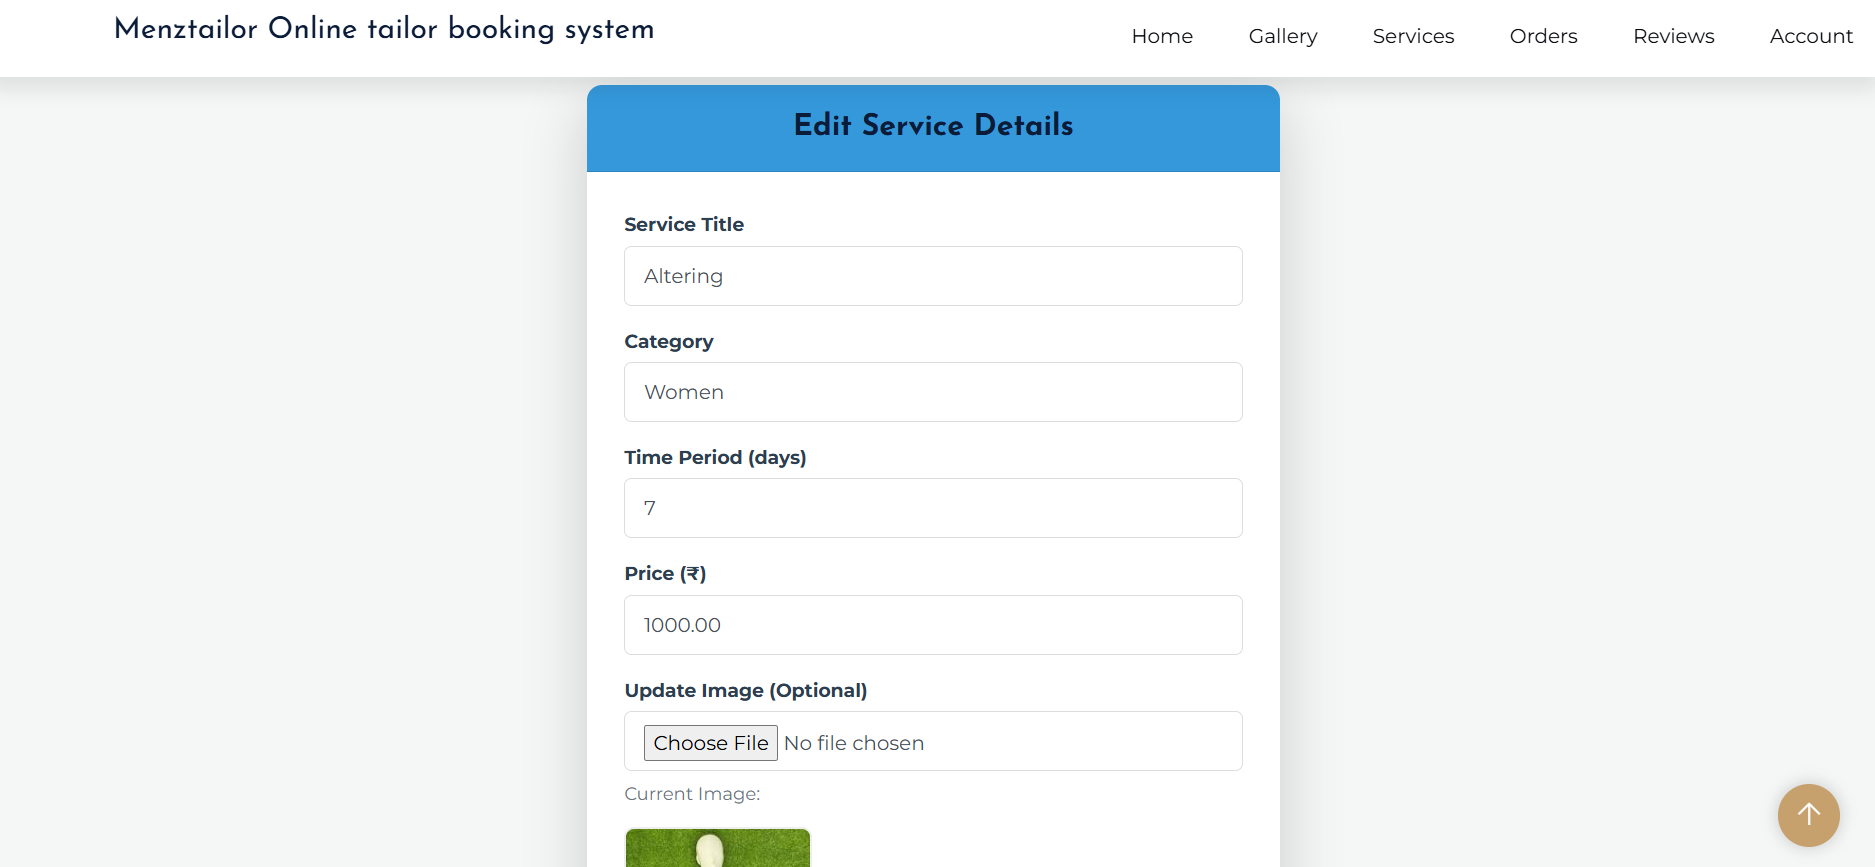 Menztailor Online tailor booking system
Home Gallery Services Orders Reviews Account
Edit Service Details
Service Title
Altering
Category
Women
Time Period (days)
7
Price (₹)
1000.00
Update Image (Optional)
Choose File No file chosen
Current Image: